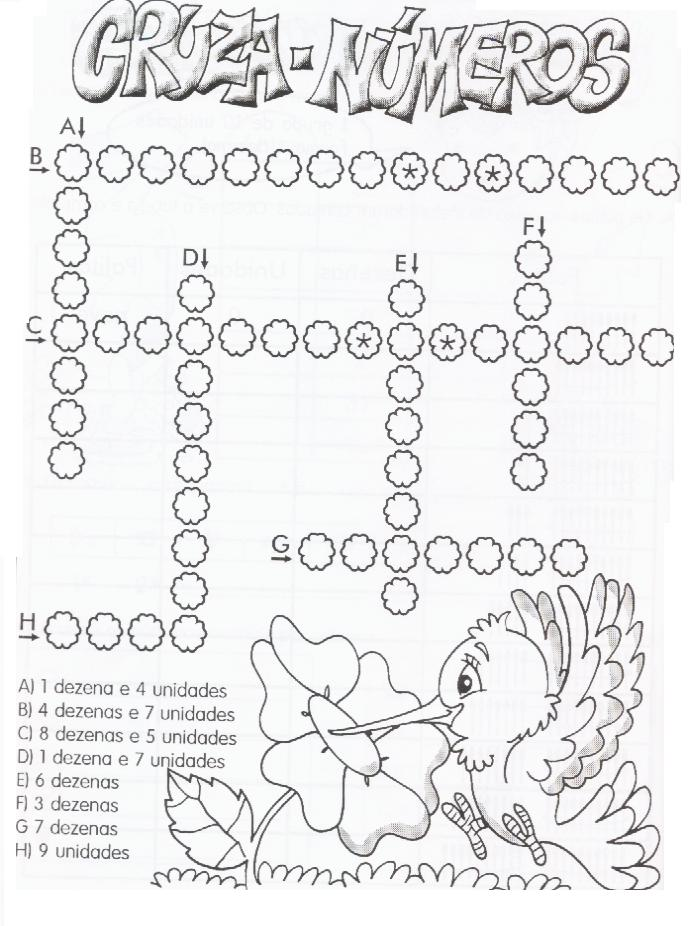 CRUZA-NÚMEROS
A↓
B→
F↓
D↓
E↓
C→
G→
H→
A) 1 dezena e 4 unidades
B) 4 dezenas e 7 unidades
C) 8 dezenas e 5 unidades
D) 1 dezena e 7 unidades
E) 6 dezenas
F) 3 dezenas
G 7 dezenas
H) 9 unidades